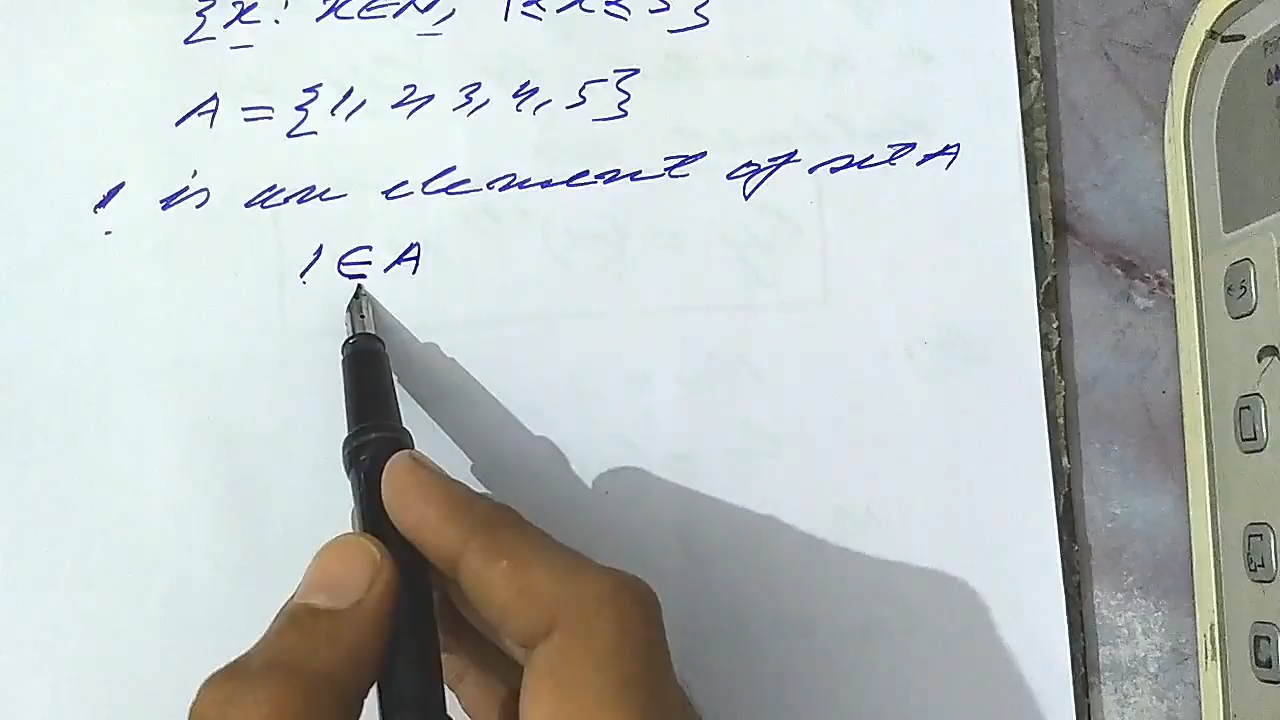 {x: x∈N, 1≤x≤5}
A = {1, 2, 3, 4, 5}
1 is an element of set A
1 ∈ A